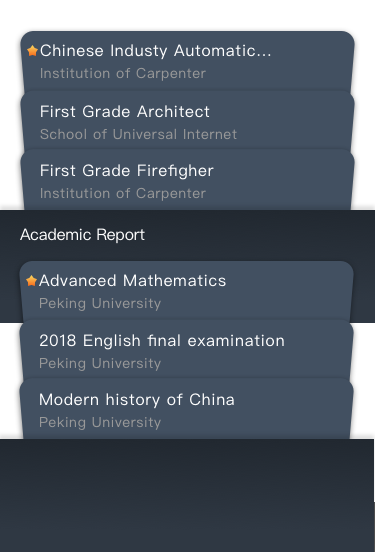 Chinese Industy Automatic...
Institution of Carpenter
First Grade Architect
School of Universal Internet
First Grade Firefigher
Institution of Carpenter
Academic Report
Advanced Mathematics
Peking University
2018 English final examination
Peking University
Modern history of China
Peking University